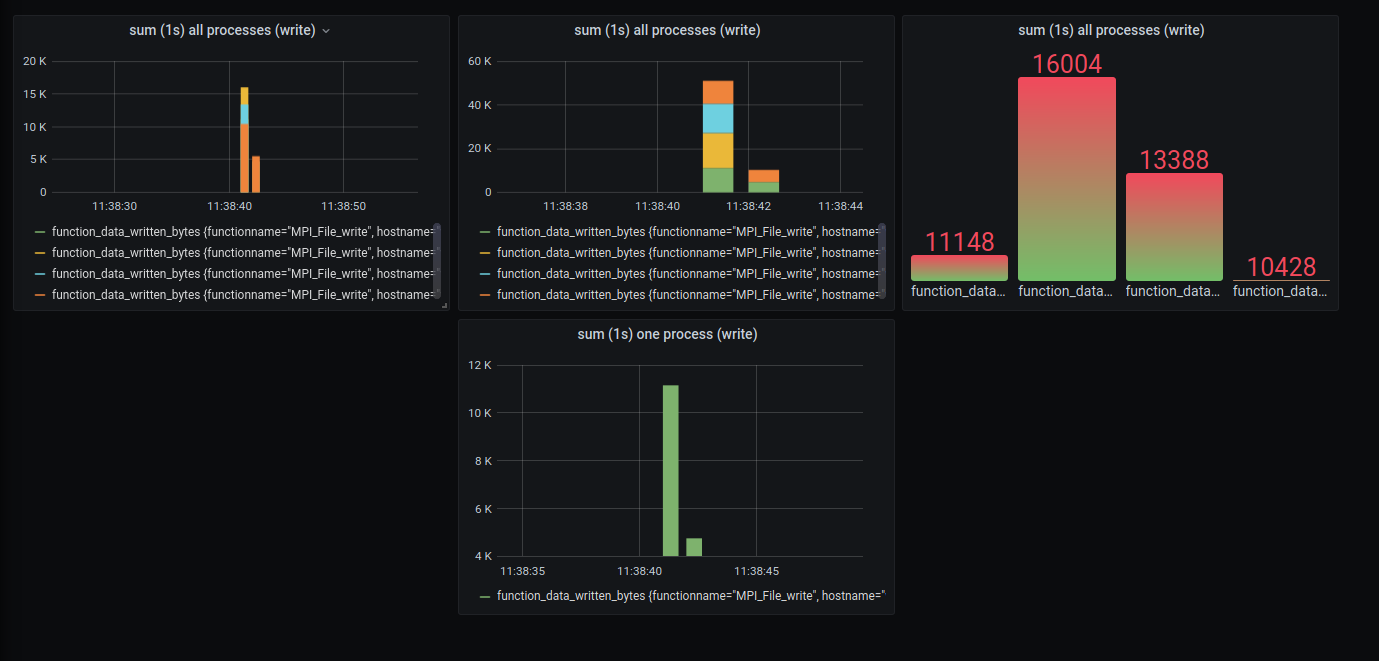 sum (1s) all processes (write)
20 K
15 K
10 K
5 K
0
11:38:30 11:38:40 11:38:50
function_data_written_bytes {functionname="MPI_File_write", hostname="
function_data_written_bytes {functionname="MPI_File_write", hostname="
function_data_written_bytes {functionname="MPI_File_write", hostname="
function_data_written_bytes {functionname="MPI_File_write", hostname="
sum (1s) all processes (write)
60 K
40 K
20 K
0
11:38:38 11:38:40 11:38:42 11:38:44
function_data_written_bytes {functionname="MPI_File_write", hostname="
function_data_written_bytes {functionname="MPI_File_write", hostname="
function_data_written_bytes {functionname="MPI_File_write", hostname="
function_data_written_bytes {functionname="MPI_File_write", hostname="
sum (1s) all processes (write)
11148 16004 13388 10428
function_data... function_data... function_data... function_data...
sum (1s) one process (write)
12 K
10 K
8 K
6 K
4 K
11:38:35 11:38:40 11:38:45
function_data_written_bytes {functionname="MPI_File_write", hostname="